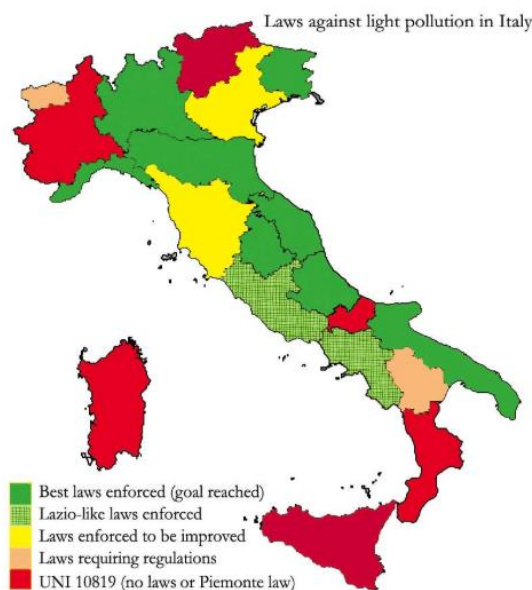 Laws against light pollution in Italy
Best laws enforced (goal reached)
Lazio-like laws enforced
Laws enforced to be improved
Laws requiring regulations
UNI 10819 (no laws or Piemonte law)